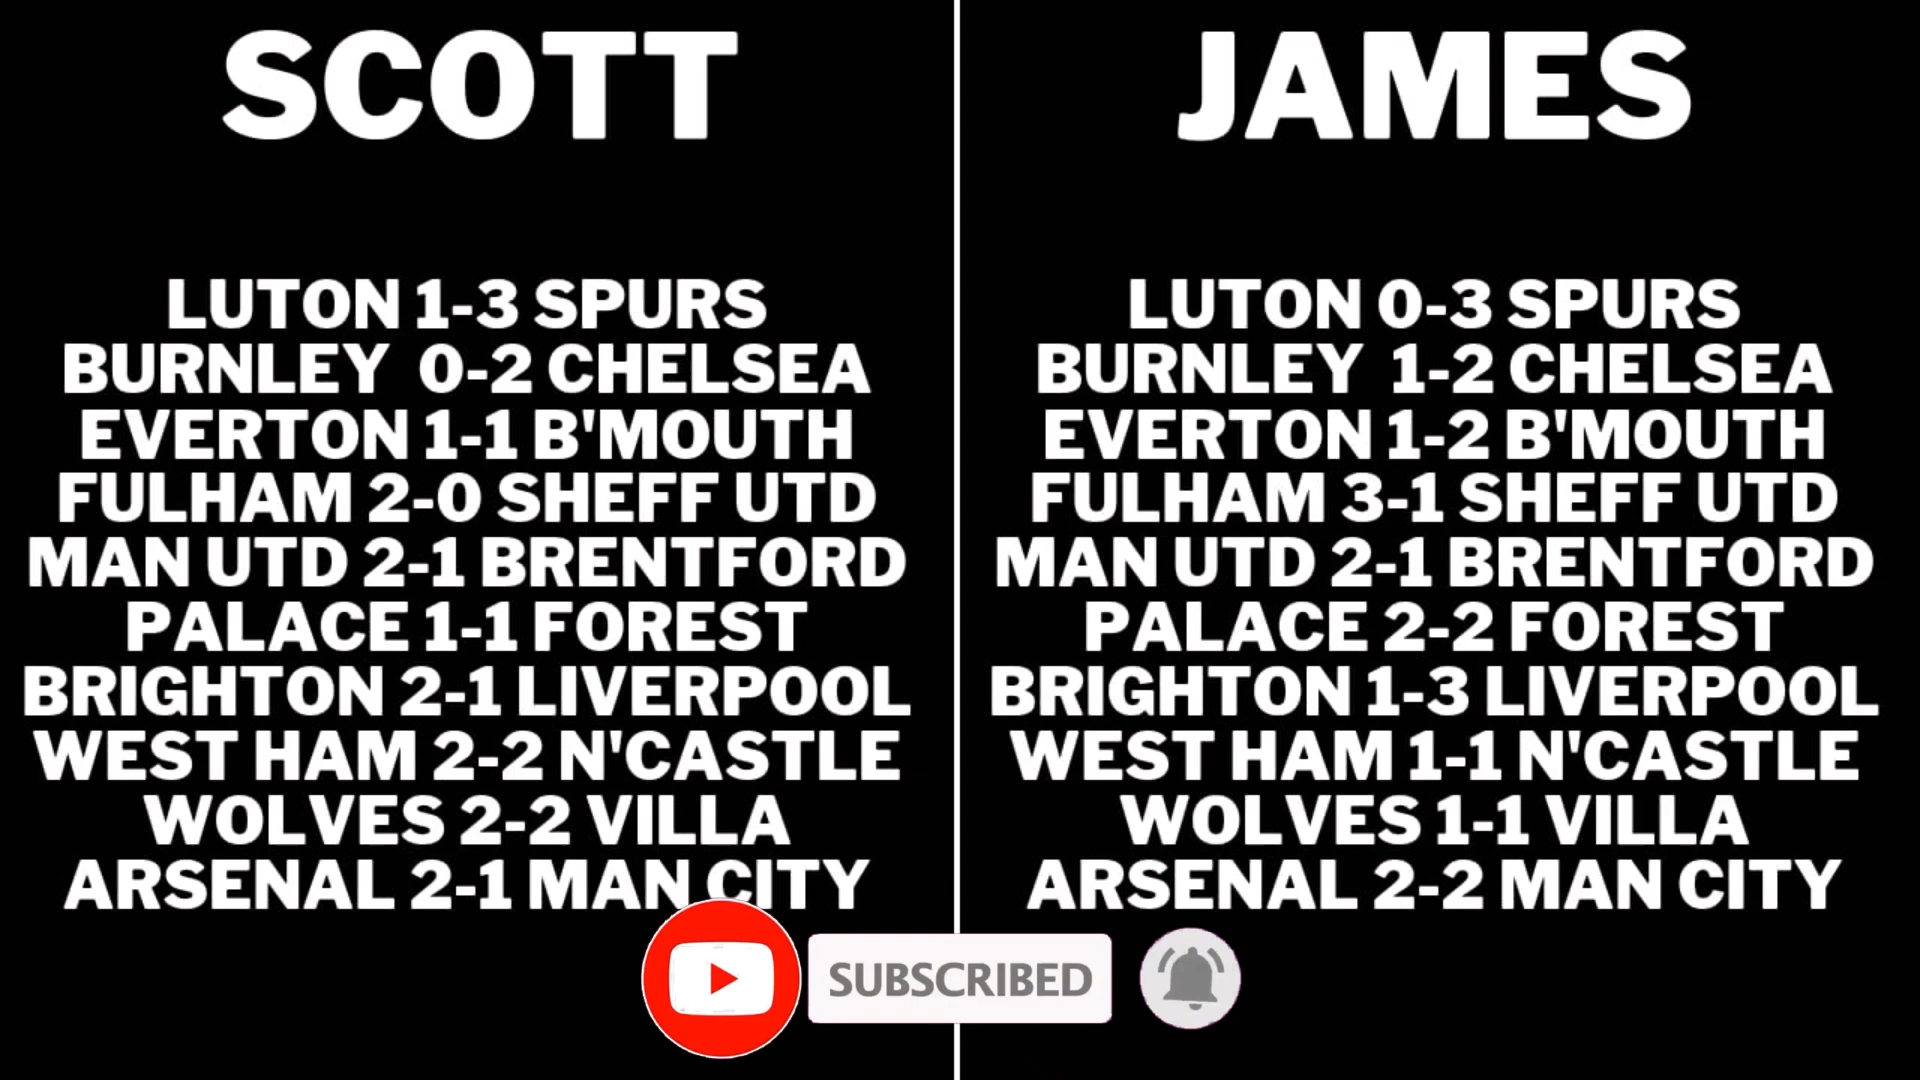 SCOTT
LUTON 1-3 SPURS
BURNLEY 0-2 CHELSEA
EVERTON 1-1 B'MOUTH
FULHAM 2-0 SHEFF UTD
MAN UTD 2-1 BRENTFORD
PALACE 1-1 FOREST
BRIGHTON 2-1 LIVERPOOL
WEST HAM 2-2 N'CASTLE
WOLVES 2-2 VILLA
ARSENAL 2-1 MAN CITY
JAMES
LUTON 0-3 SPURS
BURNLEY 1-2 CHELSEA
EVERTON 1-2 B'MOUTH
FULHAM 3-1 SHEFF UTD
MAN UTD 2-1 BRENTFORD
PALACE 2-2 FOREST
BRIGHTON 1-3 LIVERPOOL
WEST HAM 1-1 N'CASTLE
WOLVES 1-1 VILLA
ARSENAL 2-2 MAN CITY
SUBSCRIBED